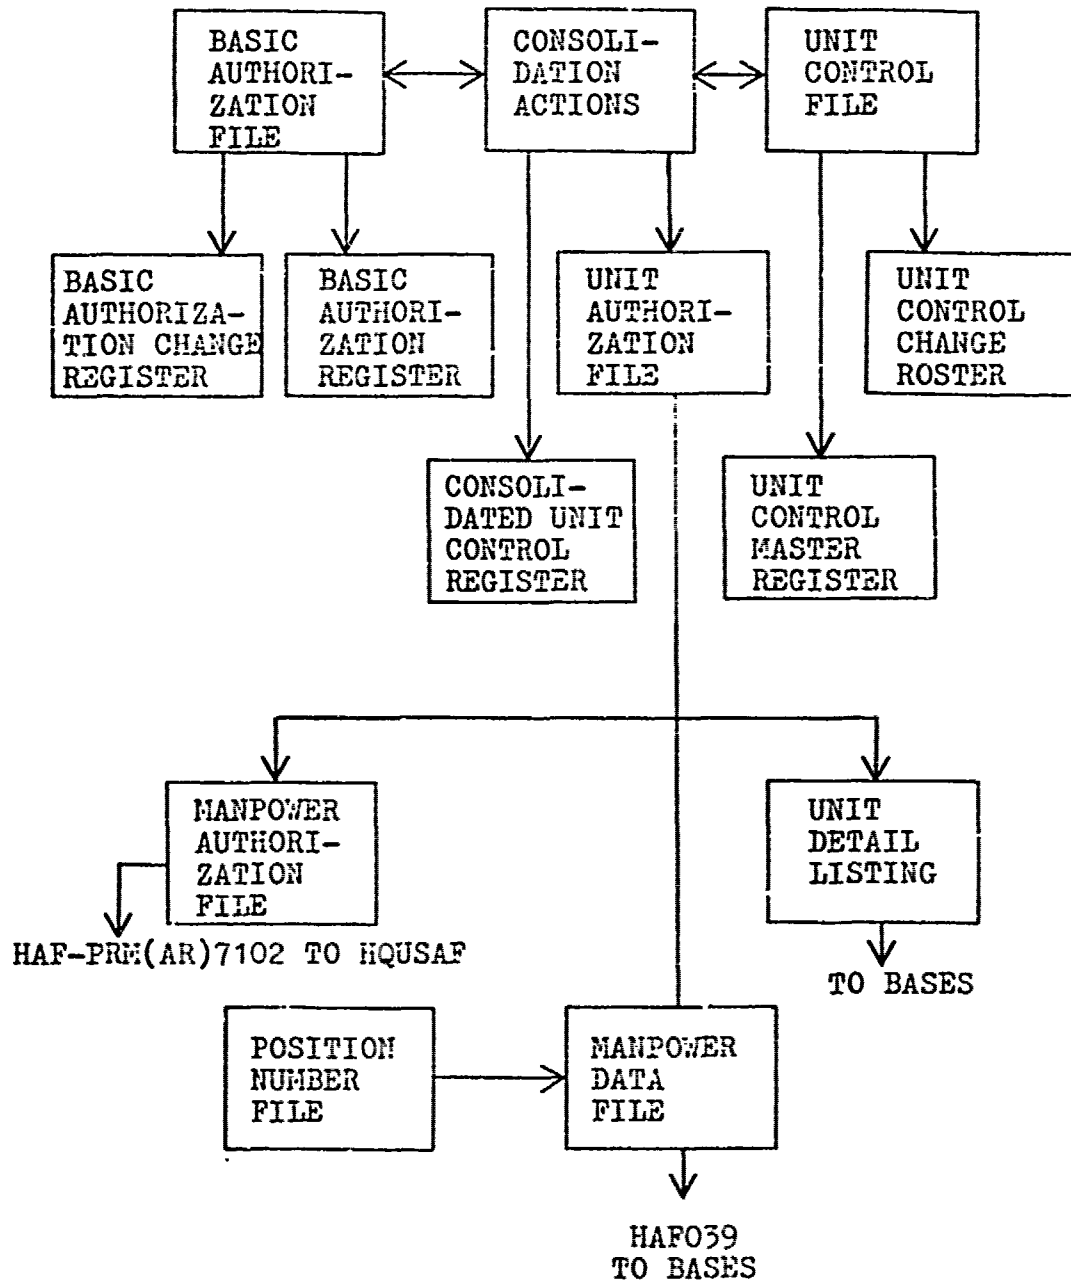 BASIC
AUTHORI-
ZATION
FILE
CONSOLI-
DATION
ACTIONS
UNIT
CONTROL
FILE
BASIC
AUTHORIZA-
TION CHANGE
REGISTER
BASIC
AUTHORI-
ZATION
REGISTER
UNIT
AUTHORI-
ZATION
FILE
UNIT
CONTROL
CHANGE
ROSTER
CONSOLI-
DATED UNIT
CONTROL
REGISTER
UNIT
CONTROL
MASTER
REGISTER
MANPOWER
AUTHORI-
ZATION
FILE
UNIT
DETAIL
LISTING
HAF-PRM(AR)7102 TO HQUSAF
TO BASES
POSITION
NUMBER
FILE
MANPOWER
DATA
FILE
HAF039
TO BASES